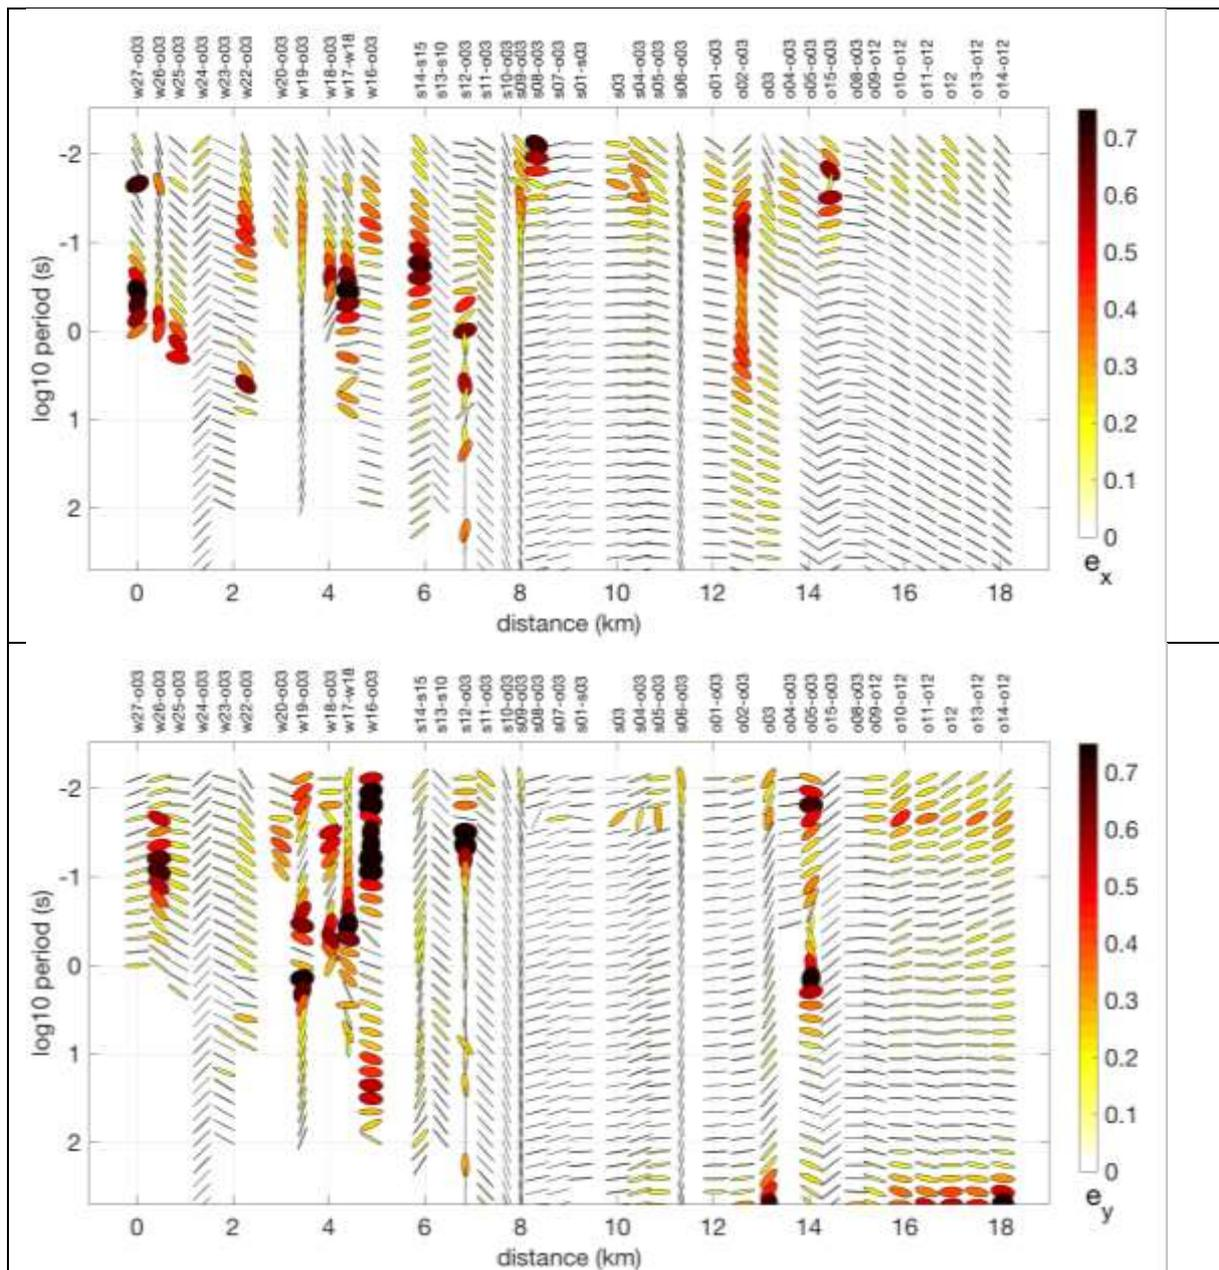 w27-o03
w26-o03
w25-o03
w24-o03
w23-o03
w22-o03
w20-o03
w19-o03
w18-o03
w17-w18
w16-o03
s14-s15
s13-s10
s12-o03
s11-o03
s10-o03
s09-o03
s08-o03
s07-o03
s01-s03
s03
s04-o03
s05-o03
s06-o03
o01-o03
o02-o03
o03
o04-o03
o05-o03
o15-o03
o08-o03
o09-o12
o10-o12
o11-o12
o12
o13-o12
o14-o12
log10 period (s)
-2
-1
0
1
2
0 2 4 6 8 10 12 14 16 18
distance (km)
0.7
0.6
0.5
0.4
0.3
0.2
0.1
0
e_x
w27-o03
w26-o03
w25-o03
w24-o03
w23-o03
w22-o03
w20-o03
w19-o03
w18-o03
w17-w18
w16-o03
s14-s15
s13-s10
s12-o03
s11-o03
s10-o03
s09-o03
s08-o03
s07-o03
s01-s03
s03
s04-o03
s05-o03
s06-o03
o01-o03
o02-o03
o03
o04-o03
o05-o03
o15-o03
o08-o03
o09-o12
o10-o12
o11-o12
o12
o13-o12
o14-o12
log10 period (s)
-2
-1
0
1
2
0 2 4 6 8 10 12 14 16 18
distance (km)
0.7
0.6
0.5
0.4
0.3
0.2
0.1
0
e_y